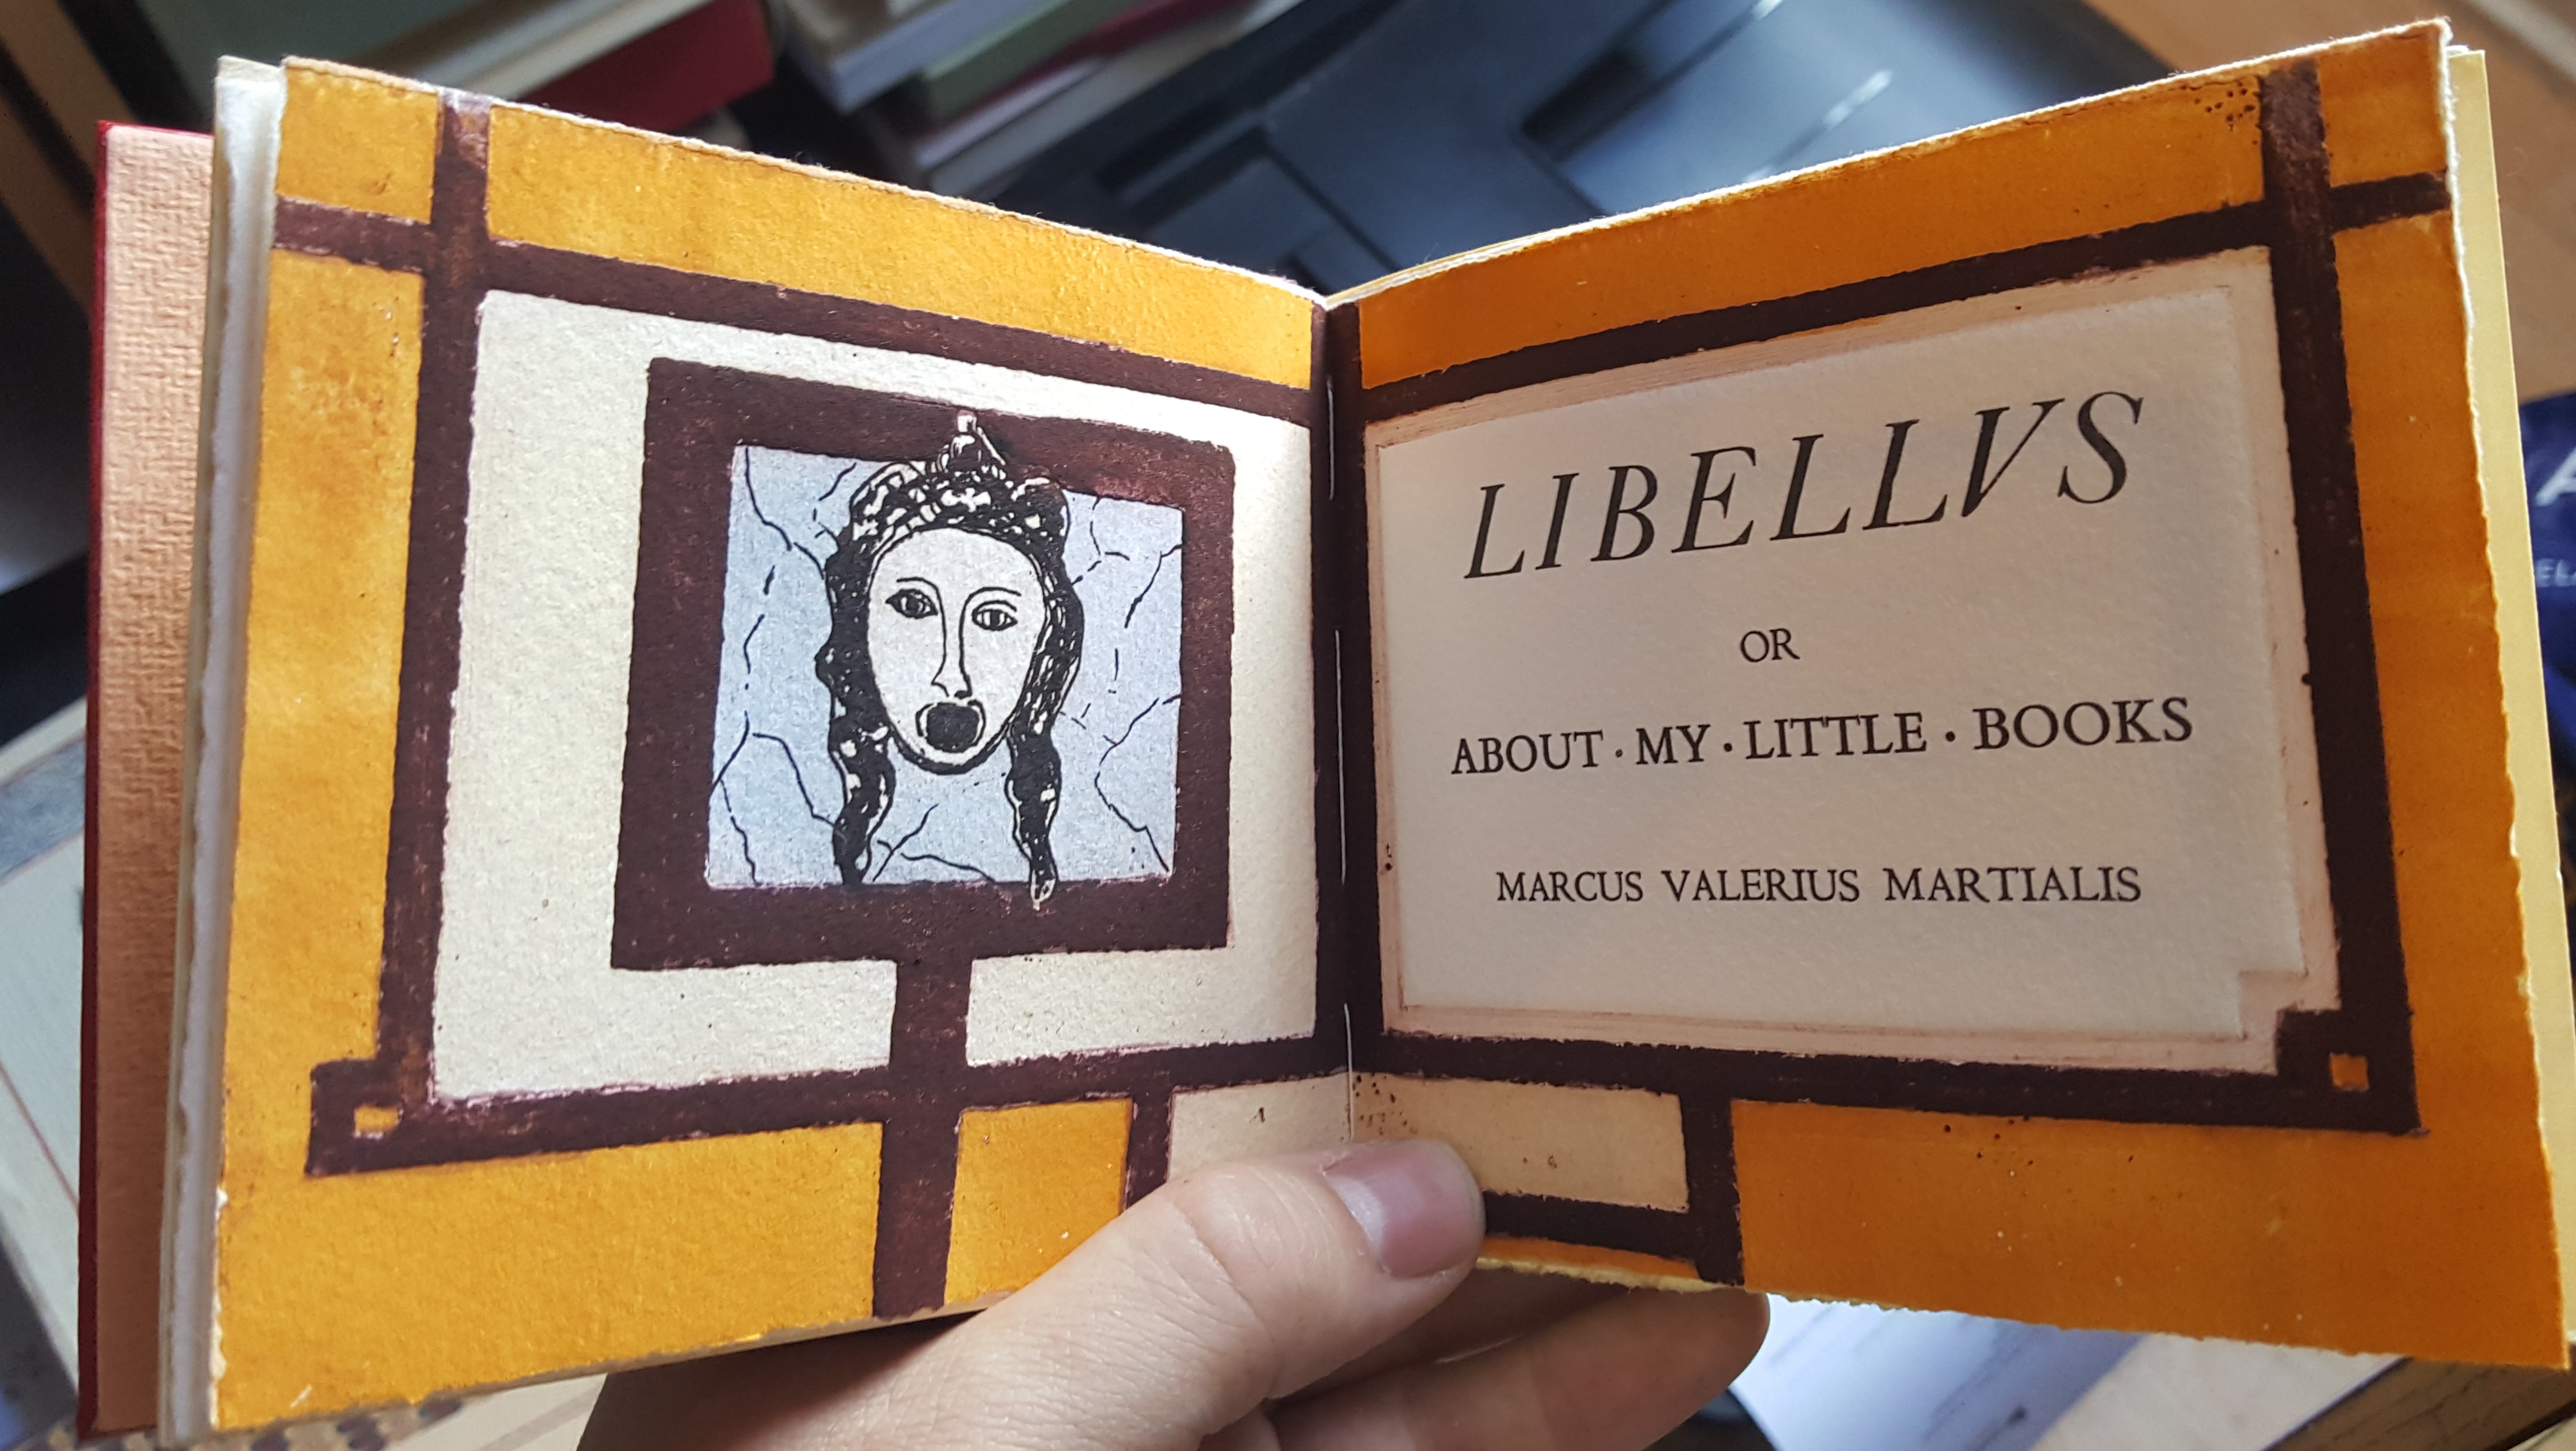 LIBELLVS
OR
ABOUT · MY · LITTLE · BOOKS
MARCUS VALERIUS MARTIALIS